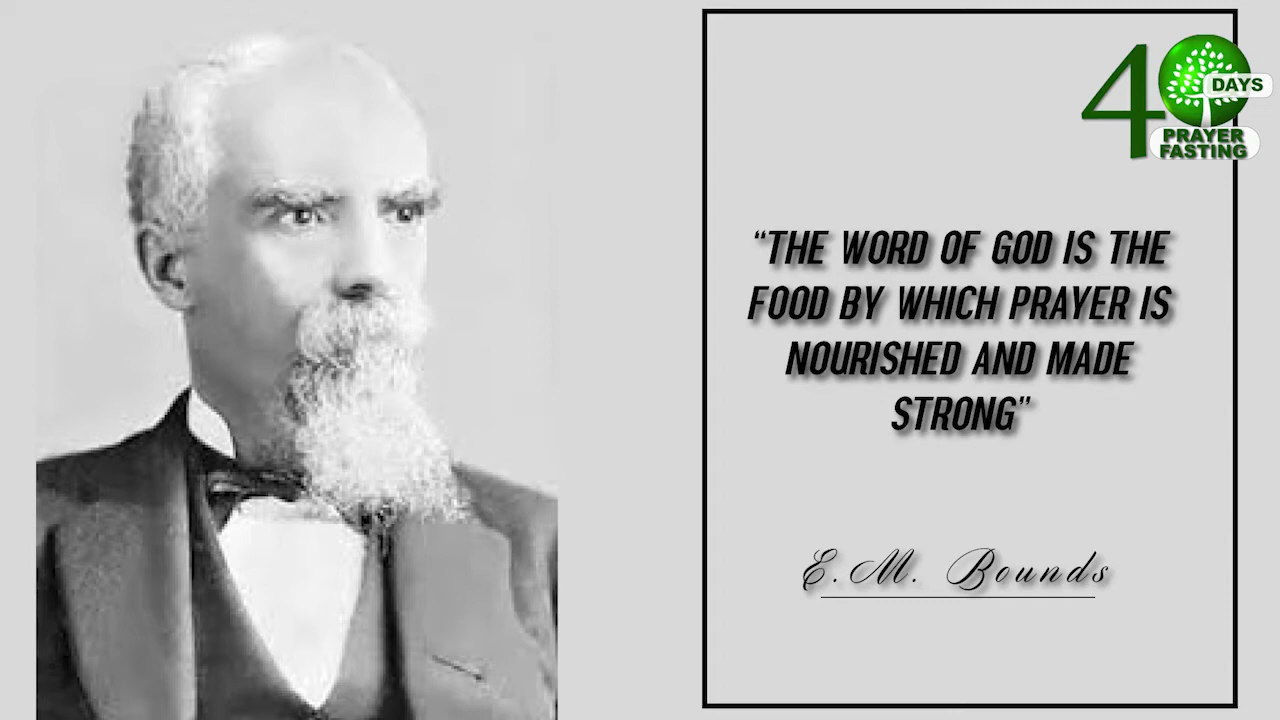 40
DAYS
PRAYER
FASTING
“THE WORD OF GOD IS THE
FOOD BY WHICH PRAYER IS
NOURISHED AND MADE
STRONG”
E.M. Bounds